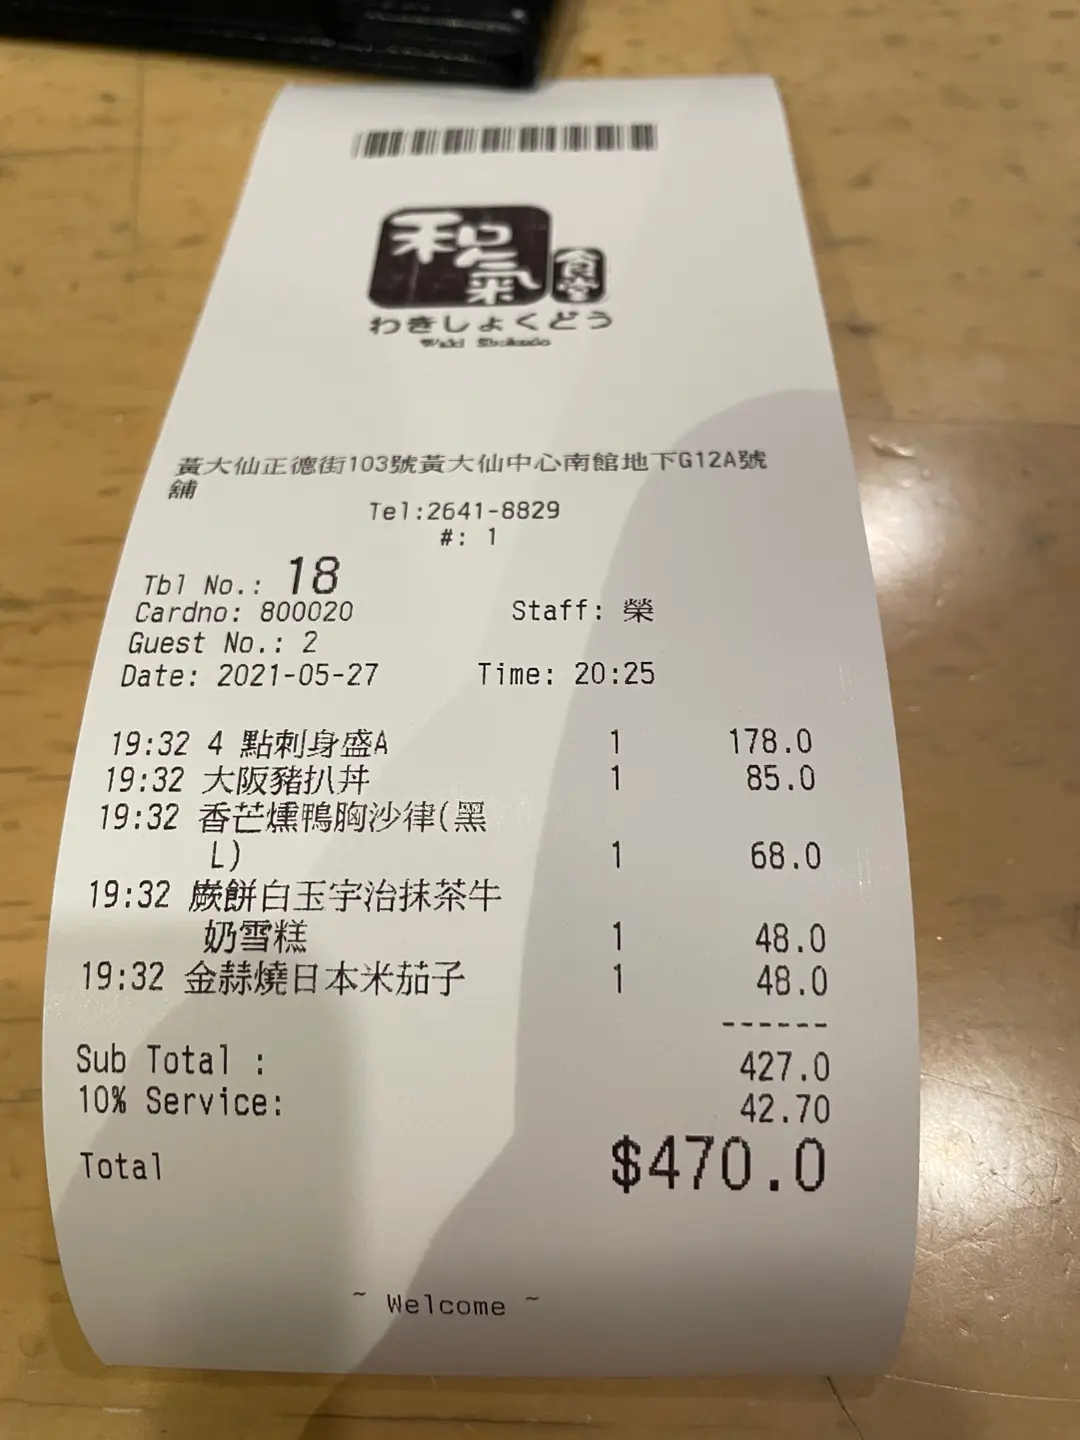 和氣 食堂
わきしょくどう
Waki Shokudo
黃大仙正德街103號黃大仙中心南館地下G12A號
舖
Tel:2641-8829
#: 1
Tbl No.: 18
Cardno: 800020 Staff: 榮
Guest No.: 2
Date: 2021-05-27 Time: 20:25
19:32 4 點刺身盛A 1 178.0
19:32 大阪豬扒丼 1 85.0
19:32 香芒燻鴨胸沙律(黑
L) 1 68.0
19:32 蕨餅白玉宇治抹茶牛
奶雪糕 1 48.0
19:32 金蒜燒日本米茄子 1 48.0
------
Sub Total : 427.0
10% Service: 42.70
Total $470.0
~ Welcome ~